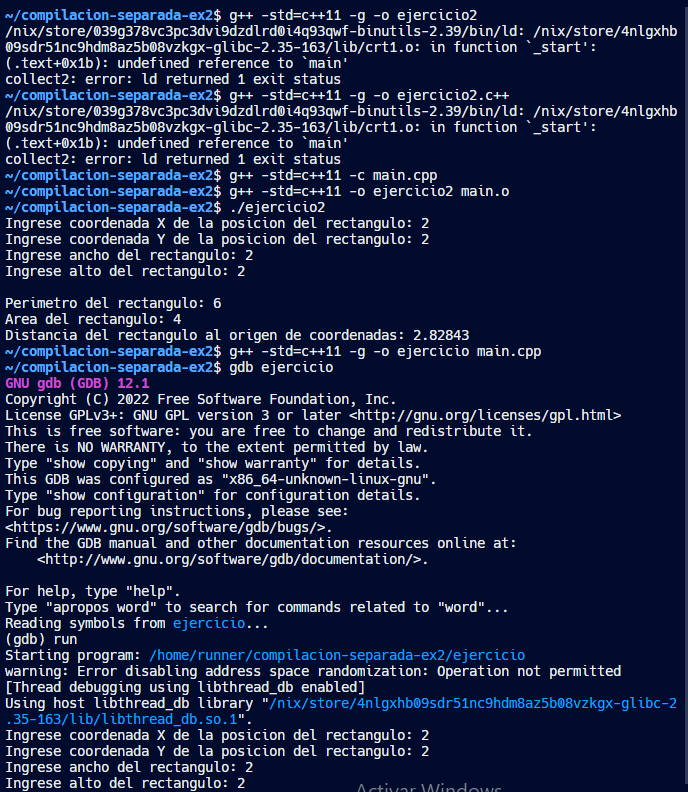 ~/compilacion-separada-ex2$ g++ -std=c++11 -g -o ejercicio2
/nix/store/039g378vc3pc3dvi9dzdlrd0i4q93qwf-binutils-2.39/bin/ld: /nix/store/4nlgxhb
09sdr51nc9hdm8az5b08vzkgx-glibc-2.35-163/lib/crt1.o: in function `_start':
(.text+0x1b): undefined reference to `main'
collect2: error: ld returned 1 exit status
~/compilacion-separada-ex2$ g++ -std=c++11 -g -o ejercicio2.c++
/nix/store/039g378vc3pc3dvi9dzdlrd0i4q93qwf-binutils-2.39/bin/ld: /nix/store/4nlgxhb
09sdr51nc9hdm8az5b08vzkgx-glibc-2.35-163/lib/crt1.o: in function `_start':
(.text+0x1b): undefined reference to `main'
collect2: error: ld returned 1 exit status
~/compilacion-separada-ex2$ g++ -std=c++11 -c main.cpp
~/compilacion-separada-ex2$ g++ -std=c++11 -o ejercicio2 main.o
~/compilacion-separada-ex2$ ./ejercicio2
Ingrese coordenada X de la posicion del rectangulo: 2
Ingrese coordenada Y de la posicion del rectangulo: 2
Ingrese ancho del rectangulo: 2
Ingrese alto del rectangulo: 2
Perimetro del rectangulo: 6
Area del rectangulo: 4
Distancia del rectangulo al origen de coordenadas: 2.82843
~/compilacion-separada-ex2$ g++ -std=c++11 -g -o ejercicio main.cpp
~/compilacion-separada-ex2$ gdb ejercicio
GNU gdb (GDB) 12.1
Copyright (C) 2022 Free Software Foundation, Inc.
License GPLv3+: GNU GPL version 3 or later <http://gnu.org/licenses/gpl.html>
This is free software: you are free to change and redistribute it.
There is NO WARRANTY, to the extent permitted by law.
Type "show copying" and "show warranty" for details.
This GDB was configured as "x86_64-unknown-linux-gnu".
Type "show configuration" for configuration details.
For bug reporting instructions, please see:
<https://www.gnu.org/software/gdb/bugs/>.
Find the GDB manual and other documentation resources online at:
<http://www.gnu.org/software/gdb/documentation/>.
For help, type "help".
Type "apropos word" to search for commands related to "word"...
Reading symbols from ejercicio...
(gdb) run
Starting program: /home/runner/compilacion-separada-ex2/ejercicio
warning: Error disabling address space randomization: Operation not permitted
[Thread debugging using libthread_db enabled]
Using host libthread_db library "/nix/store/4nlgxhb09sdr51nc9hdm8az5b08vzkgx-glibc-2
.35-163/lib/libthread_db.so.1".
Ingrese coordenada X de la posicion del rectangulo: 2
Ingrese coordenada Y de la posicion del rectangulo: 2
Ingrese ancho del rectangulo: 2
Ingrese alto del rectangulo: 2
Activar Windows